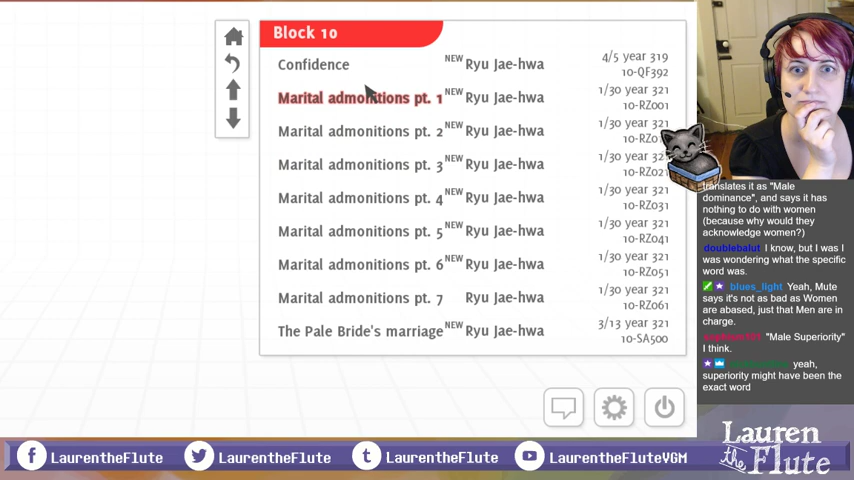 Block 10
Confidence NEW Ryu Jae-hwa 4/5 year 319
10-QF392
Marital admonitions pt. 1 NEW Ryu Jae-hwa 1/30 year 321
10-RZ001
Marital admonitions pt. 2 NEW Ryu Jae-hwa 1/30 year 321
Marital admonitions pt. 3 NEW Ryu Jae-hwa 1/30 year
10-RZ021
Marital admonitions pt. 4 NEW Ryu Jae-hwa 1/30 year 321
10-RZ031
Marital admonitions pt. 5 NEW Ryu Jae-hwa 1/30 year 321
10-RZ041
Marital admonitions pt. 6 NEW Ryu Jae-hwa 1/30 year 321
10-RZ051
Marital admonitions pt. 7 Ryu Jae-hwa 1/30 year 321
10-RZ061
The Pale Bride's marriage NEW Ryu Jae-hwa 3/13 year 321
10-SA500
translates it as "Male
dominance", and says it has
nothing to do with women
(because why would they
acknowledge women?)
doublebalut I know, but I was I
was wondering what the specific
word was.
blues_light Yeah, Mute
says it's not as bad as Women
are abased, just that Men are in
charge.
"Male Superiority"
I think.
yeah,
superiority might have been the
exact word
Lauren
the Flute
LaurentheFlute LaurentheFlute LaurentheFlute LaurentheFluteVGM